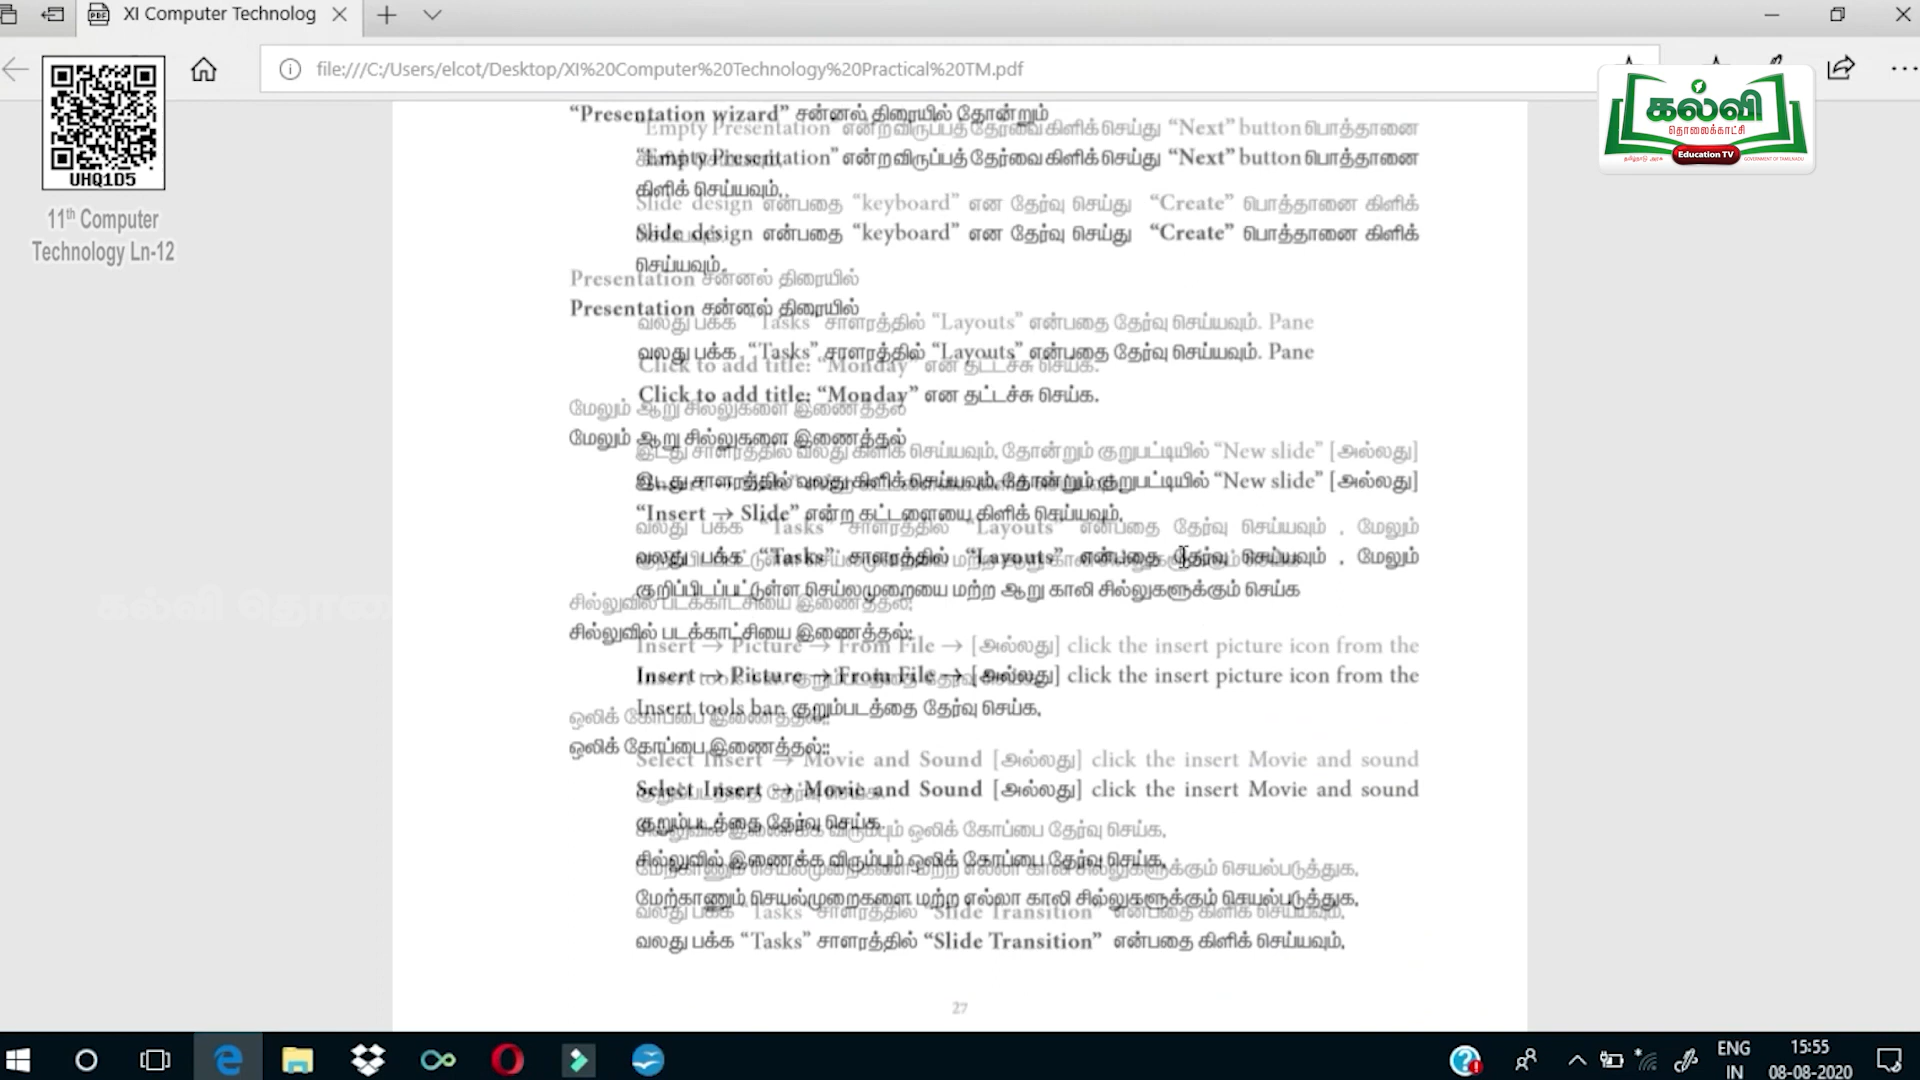 XI Computer Technolog
file:///C:/Users/elcot/Desktop/XI%20Computer%20Technology%20Practical%20TM.pdf
UHQ1D5
11th Computer
Technology Ln-12
கல்வி
தொலைக்காட்சி
Education TV
“Presentation wizard” சன்னல் திரையில் தோன்றும்
“Empty Presentation” என்ற விருப்பத் தேர்வை கிளிக் செய்து “Next” button பொத்தானை
கிளிக் செய்யவும்.
Slide design என்பதை “keyboard” என தேர்வு செய்து “Create” பொத்தானை கிளிக்
செய்யவும்.
Presentation சன்னல் திரையில்
வலது பக்க “Tasks” சாளரத்தில் “Layouts” என்பதை தேர்வு செய்யவும். Pane
Click to add title: “Monday” என தட்டச்சு செய்க.
மேலும் ஆறு சில்லுகளை இணைத்தல்
இடது சாளரத்தில் வலது கிளிக் செய்யவும், தோன்றும் குறுபட்டியில் “New slide” [அல்லது]
“Insert → Slide” என்ற கட்டளையை கிளிக் செய்யவும்.
வலது பக்க “Tasks” சாளரத்தில் “Layouts” என்பதை தேர்வு செய்யவும் . மேலும்
குறிப்பிடப்பட்டுள்ள செய்லமுறையை மற்ற ஆறு காலி சில்லுகளுக்கும் செய்க
சில்லுவில் படக்காட்சியை இணைத்தல்:
Insert → Picture → From File → [அல்லது] click the insert picture icon from the
Insert tools bar. குறும்படத்தை தேர்வு செய்க.
ஒலிக் கோப்பை இணைத்தல்::
Select Insert → Movie and Sound [அல்லது] click the insert Movie and sound
குறும்படத்தை தேர்வு செய்க.
சில்லுவில் இணைக்க விரும்பும் ஒலிக் கோப்பை தேர்வு செய்க.
மேற்காணும் செயல்முறைகளை மற்ற எல்லா காலி சில்லுகளுக்கும் செயல்படுத்துக.
வலது பக்க “Tasks” சாளரத்தில் “Slide Transition” என்பதை கிளிக் செய்யவும்.
27
ENG
IN
15:55
08-08-2020